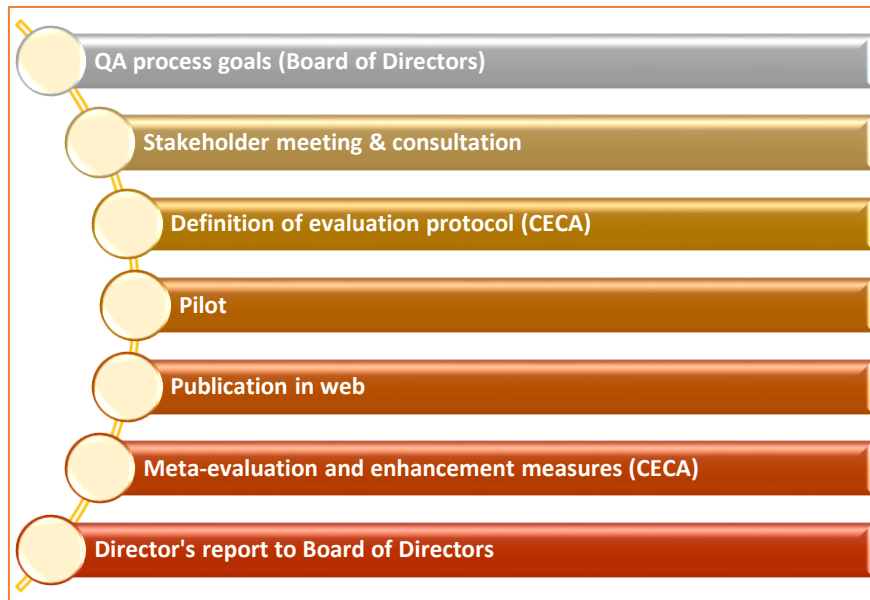 QA process goals (Board of Directors)
Stakeholder meeting & consultation
Definition of evaluation protocol (CECA)
Pilot
Publication in web
Meta-evaluation and enhancement measures (CECA)
Director's report to Board of Directors